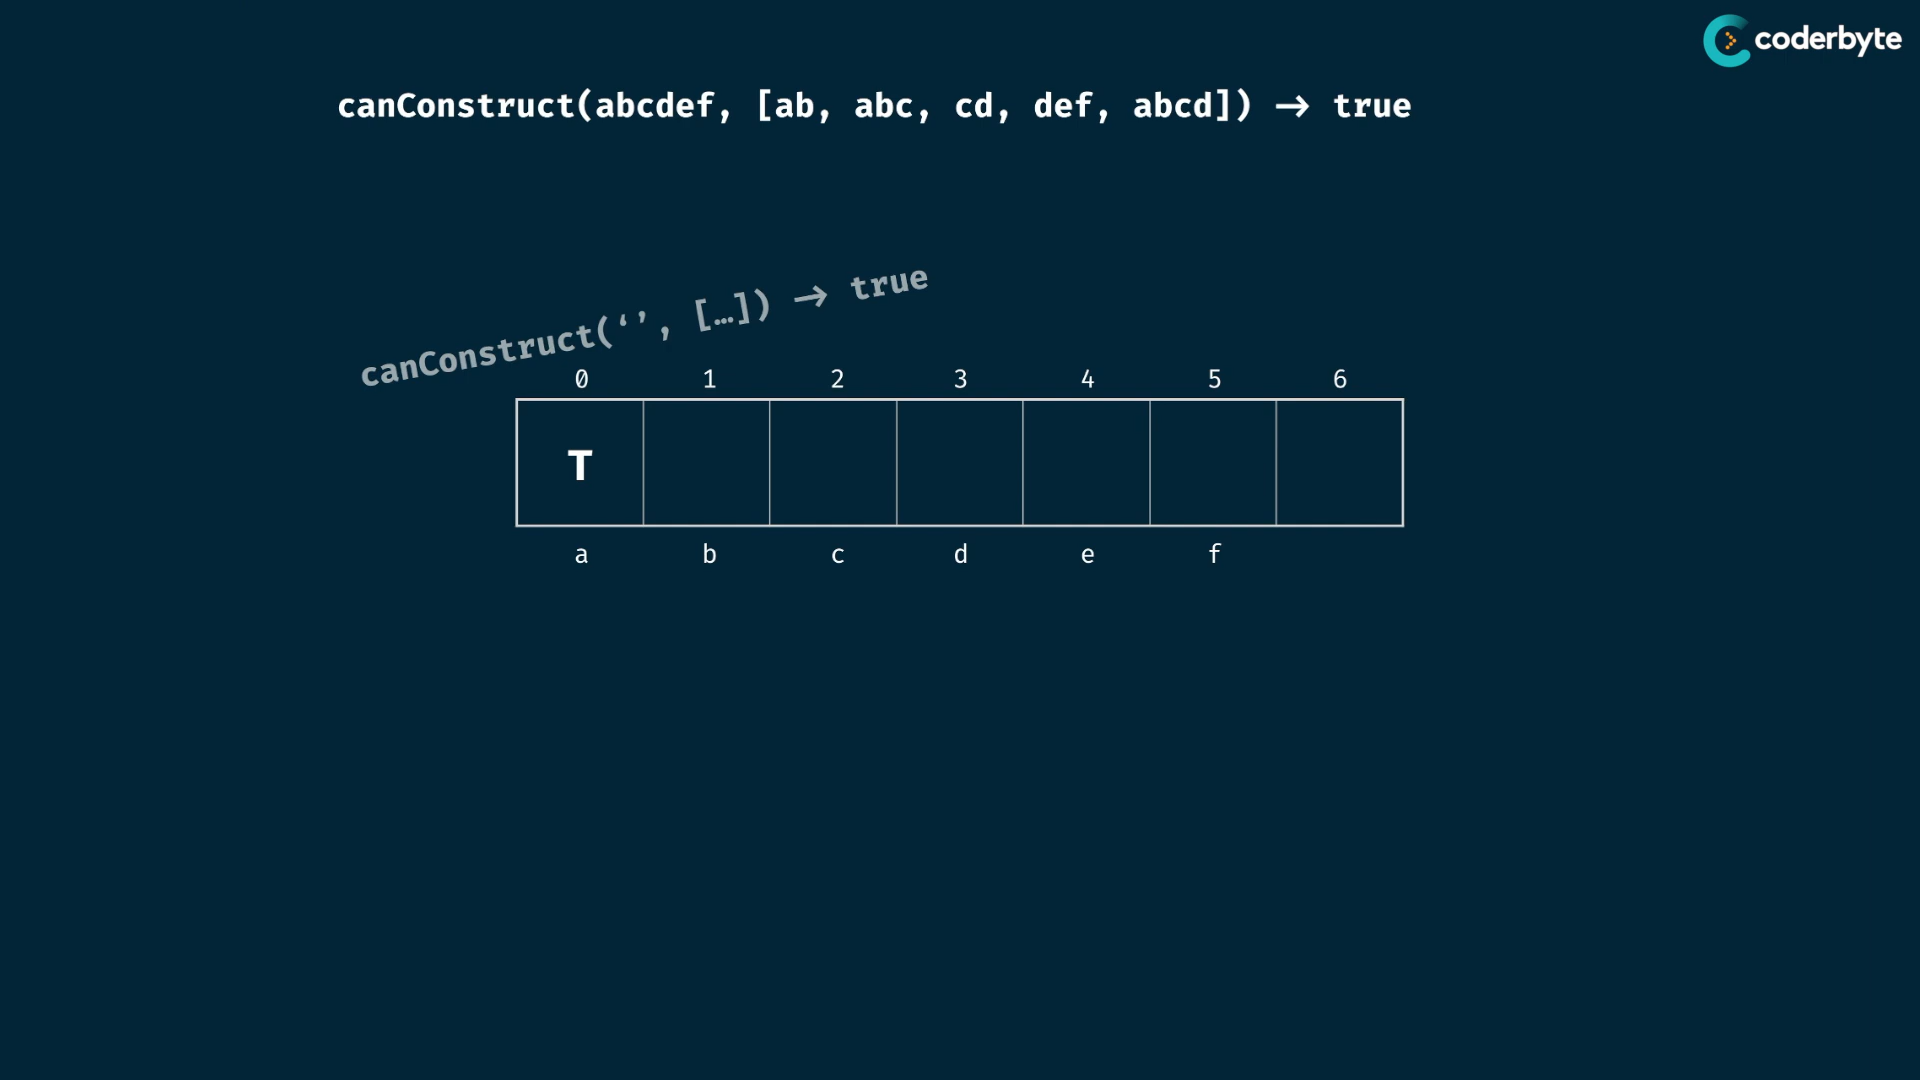 coderbyte
canConstruct(abcdef, [ab, abc, cd, def, abcd]) → true
canConstruct(‘’, […]) → true
0 1 2 3 4 5 6
T
a b c d e f